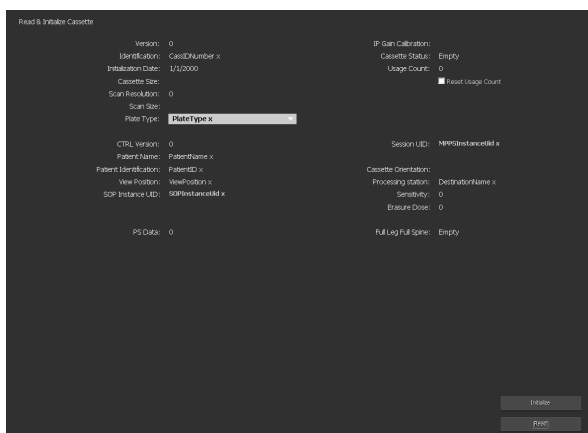 Read & Initialize Cassette
Version: 0 IP Gain Calibration:
Identification: CassIDNumber x Cassette Status: Empty
Initialization Date: 1/1/2000 Usage Count: 0
Cassette Size: Reset Usage Count
Scan Resolution: 0
Scan Size:
Plate Type: PlateType x
CTRL Version: 0 Session UID: MPPSInstanceUid x
Patient Name: PatientName x
Patient Identification: PatientID x Cassette Orientation:
View Position: ViewPosition x Processing station: DestinationName x
SOP Instance UID: SOPInstanceUid x Sensitivity: 0
Erasure Dose: 0
PS Data: 0 Full Leg Full Spine: Empty
Initialize
Read